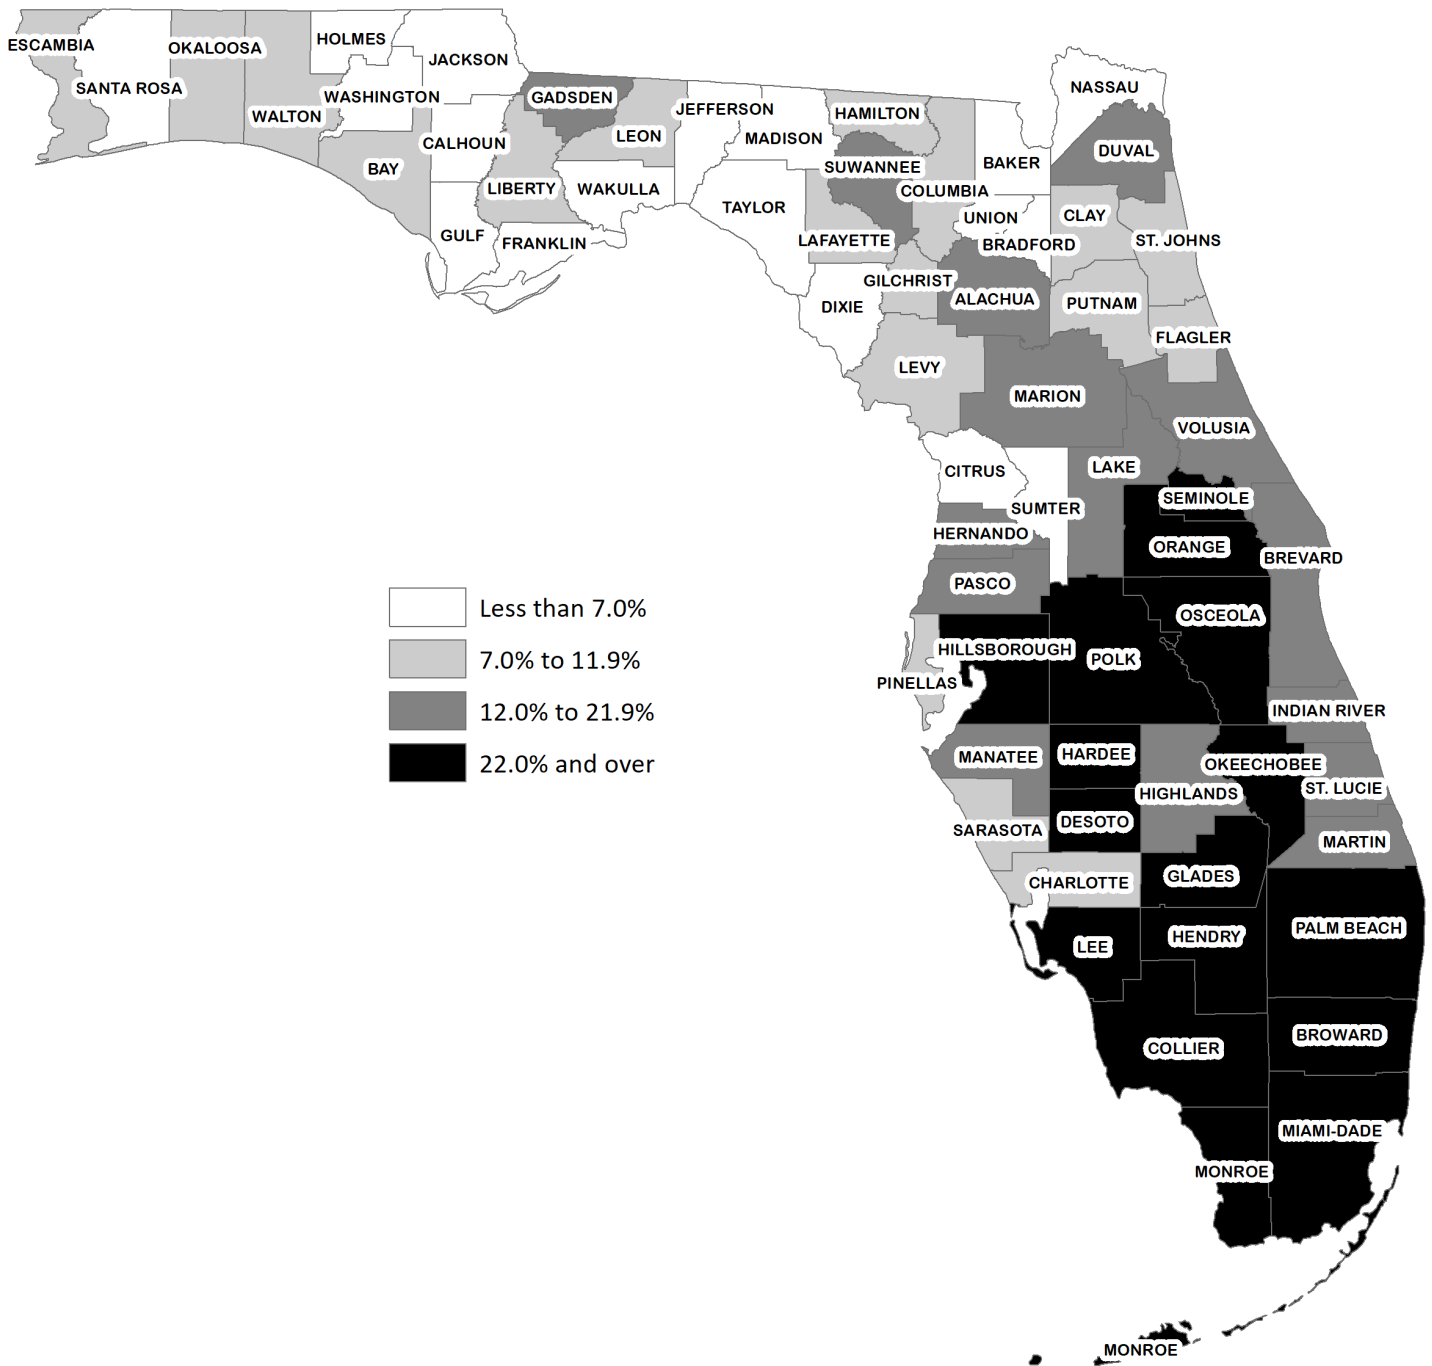 ESCAMBIA
SANTA ROSA
OKALOOSA
WALTON
HOLMES
WASHINGTON
JACKSON
BAY
CALHOUN
GULF
GADSDEN
LIBERTY
FRANKLIN
LEON
WAKULLA
JEFFERSON
MADISON
TAYLOR
HAMILTON
SUWANNEE
LAFAYETTE
DIXIE
COLUMBIA
GILCHRIST
LEVY
BAKER
UNION
BRADFORD
ALACHUA
NASSAU
DUVAL
CLAY
ST. JOHNS
PUTNAM
FLAGLER
MARION
VOLUSIA
CITRUS
SUMTER
LAKE
HERNANDO
PASCO
SEMINOLE
ORANGE
BREVARD
OSCEOLA
HILLSBOROUGH
POLK
PINELLAS
INDIAN RIVER
MANATEE
HARDEE
OKEECHOBEE
HIGHLANDS
ST. LUCIE
SARASOTA
DESOTO
MARTIN
CHARLOTTE
GLADES
LEE
HENDRY
PALM BEACH
COLLIER
BROWARD
MIAMI-DADE
MONROE
MONROE
Less than 7.0%
7.0% to 11.9%
12.0% to 21.9%
22.0% and over